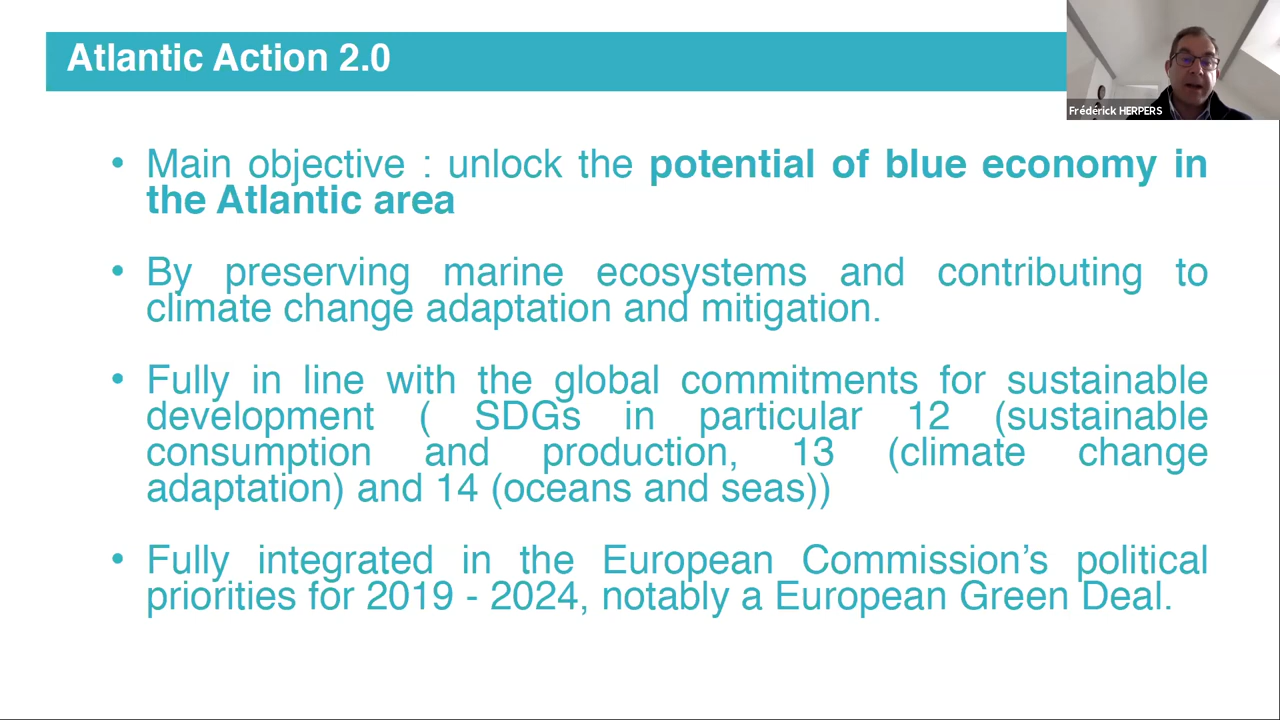 Atlantic Action 2.0
Frédérick HERPERS
• Main objective : unlock the potential of blue economy in
the Atlantic area
• By preserving marine ecosystems and contributing to
climate change adaptation and mitigation.
• Fully in line with the global commitments for sustainable
development ( SDGs in particular 12 (sustainable
consumption and production, 13 (climate change
adaptation) and 14 (oceans and seas))
• Fully integrated in the European Commission’s political
priorities for 2019 - 2024, notably a European Green Deal.